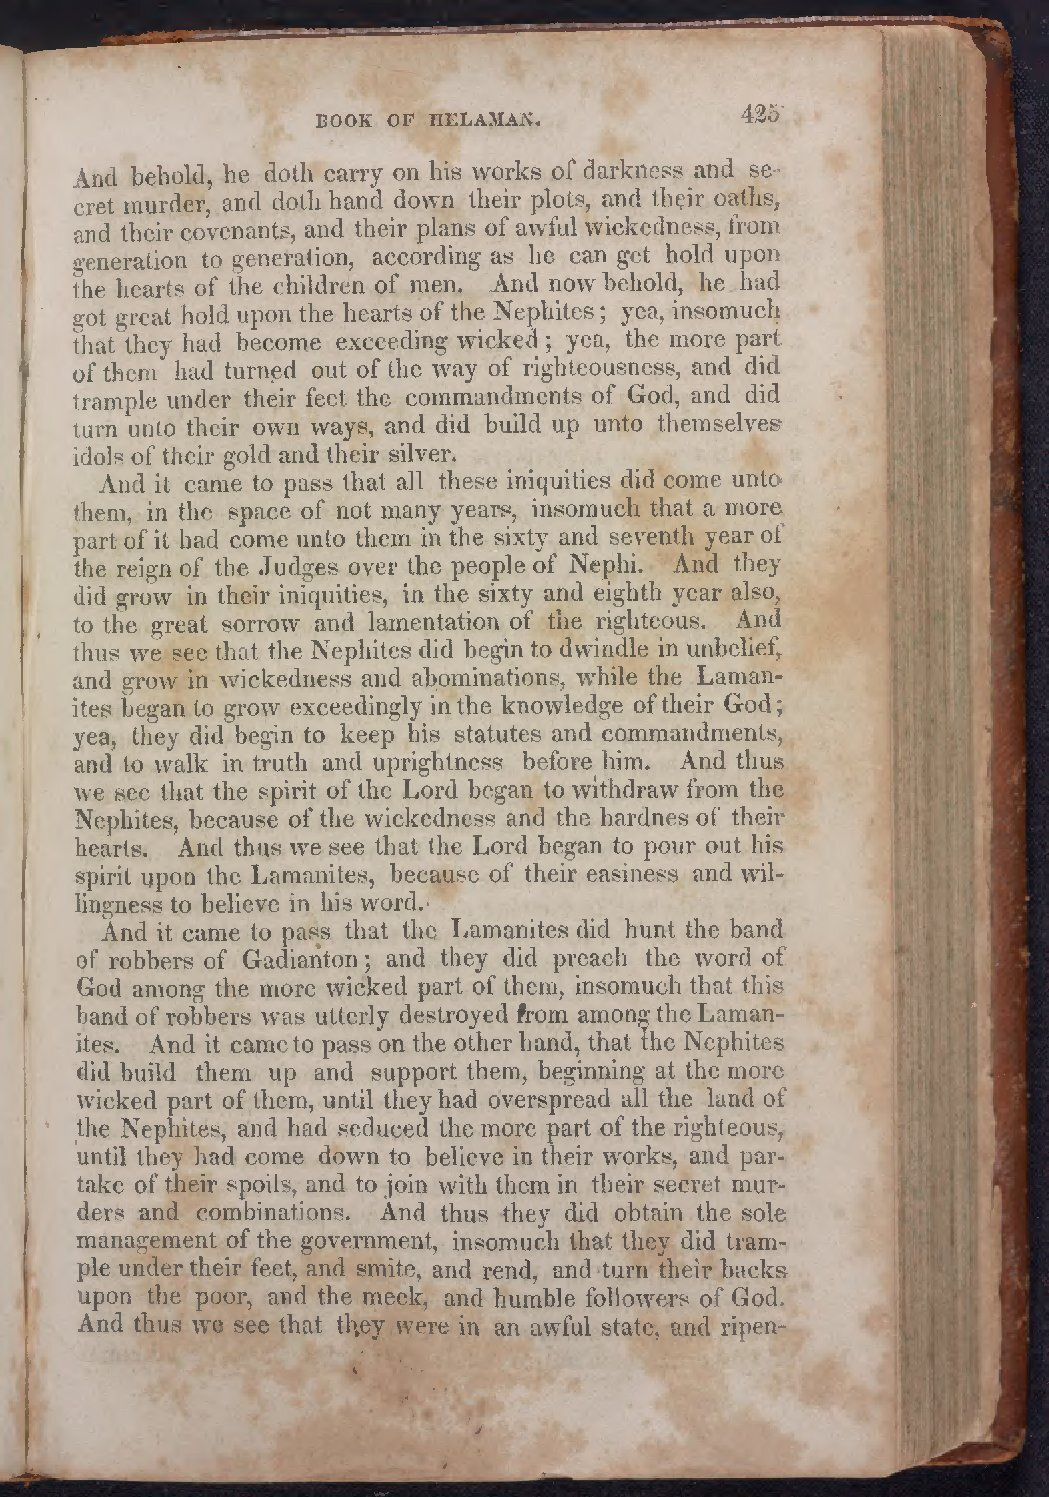 BOOK OF HELAMAN. 425
And behold, he doth carry on his works of darkness and se-
cret murder, and doth hand down their plots, and their oaths,
and their covenants, and their plans of awful wickedness, from
generation to generation, according as he can get hold upon
the hearts of the children of men. And now behold, he had
got great hold upon the hearts of the Nephites; yea, insomuch
that they had become exceeding wicked; yea, the more part
of them had turned out of the way of righteousness, and did
trample under their feet the commandments of God, and did
turn unto their own ways, and did build up unto themselves
idols of their gold and their silver.
And it came to pass that all these iniquities did come unto
them, in the space of not many years, insomuch that a more
part of it had come unto them in the sixty and seventh year of
the reign of the Judges over the people of Nephi. And they
did grow in their iniquities, in the sixty and eighth year also,
to the great sorrow and lamentation of the righteous. And
thus we see that the Nephites did begin to dwindle in unbelief,
and grow in wickedness and abominations, while the Laman-
ites began to grow exceedingly in the knowledge of their God;
yea, they did begin to keep his statutes and commandments,
and to walk in truth and uprightness before him. And thus
we see that the spirit of the Lord began to withdraw from the
Nephites, because of the wickedness and the hardnes of their
hearts. And thus we see that the Lord began to pour out his
spirit upon the Lamanites, because of their easiness and wil-
lingness to believe in his word.
And it came to pass that the Lamanites did hunt the band
of robbers of Gadianton; and they did preach the word of
God among the more wicked part of them, insomuch that this
band of robbers was utterly destroyed from among the Laman-
ites. And it came to pass on the other hand, that the Nephites
did build them up and support them, beginning at the more
wicked part of them, until they had overspread all the land of
the Nephites, and had seduced the more part of the righteous,
until they had come down to believe in their works, and par-
take of their spoils, and to join with them in their secret mur-
ders and combinations. And thus they did obtain the sole
management of the government, insomuch that they did tram-
ple under their feet, and smite, and rend, and turn their backs
upon the poor, and the meek, and humble followers of God.
And thus we see that they were in an awful state, and ripen-